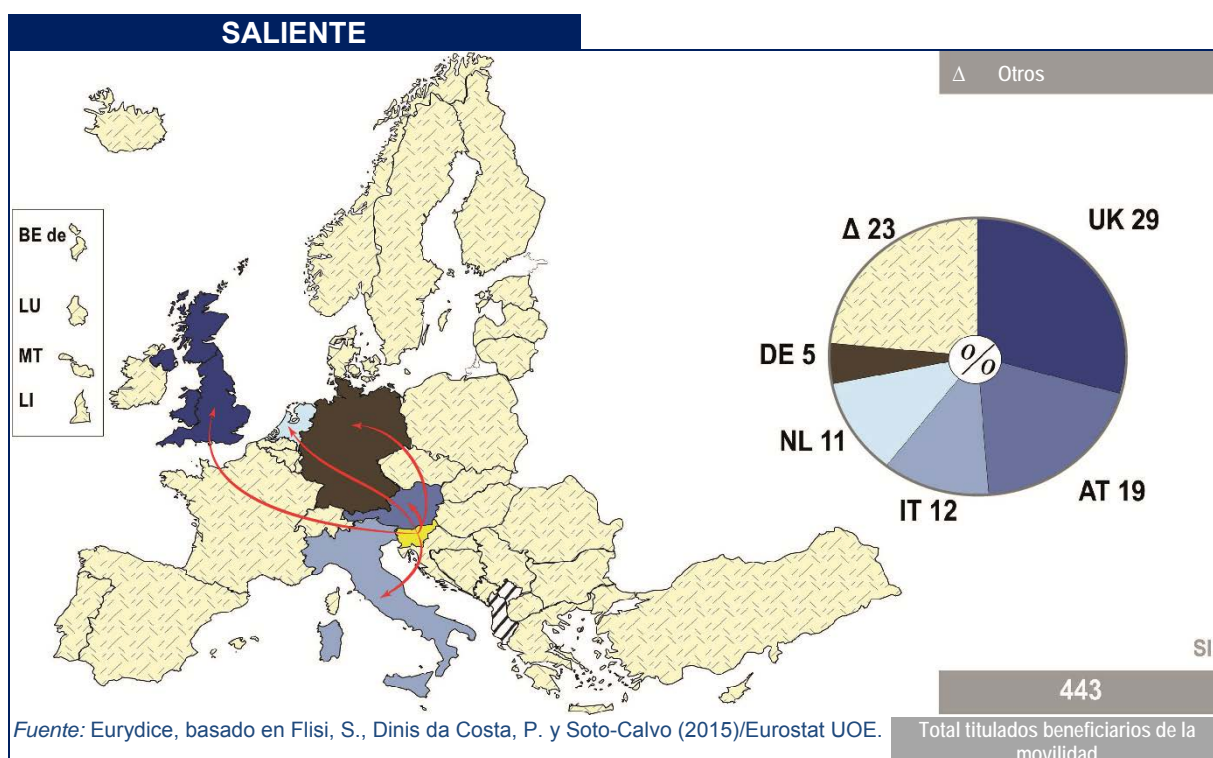 SALIENTE
Δ Otros
BE de
LU
MT
LI
Δ 23
UK 29
DE 5
%
NL 11
IT 12
AT 19
SI
443
Fuente: Eurydice, basado en Flisi, S., Dinis da Costa, P. y Soto-Calvo (2015)/Eurostat UOE.
Total titulados beneficiarios de la
movilidad